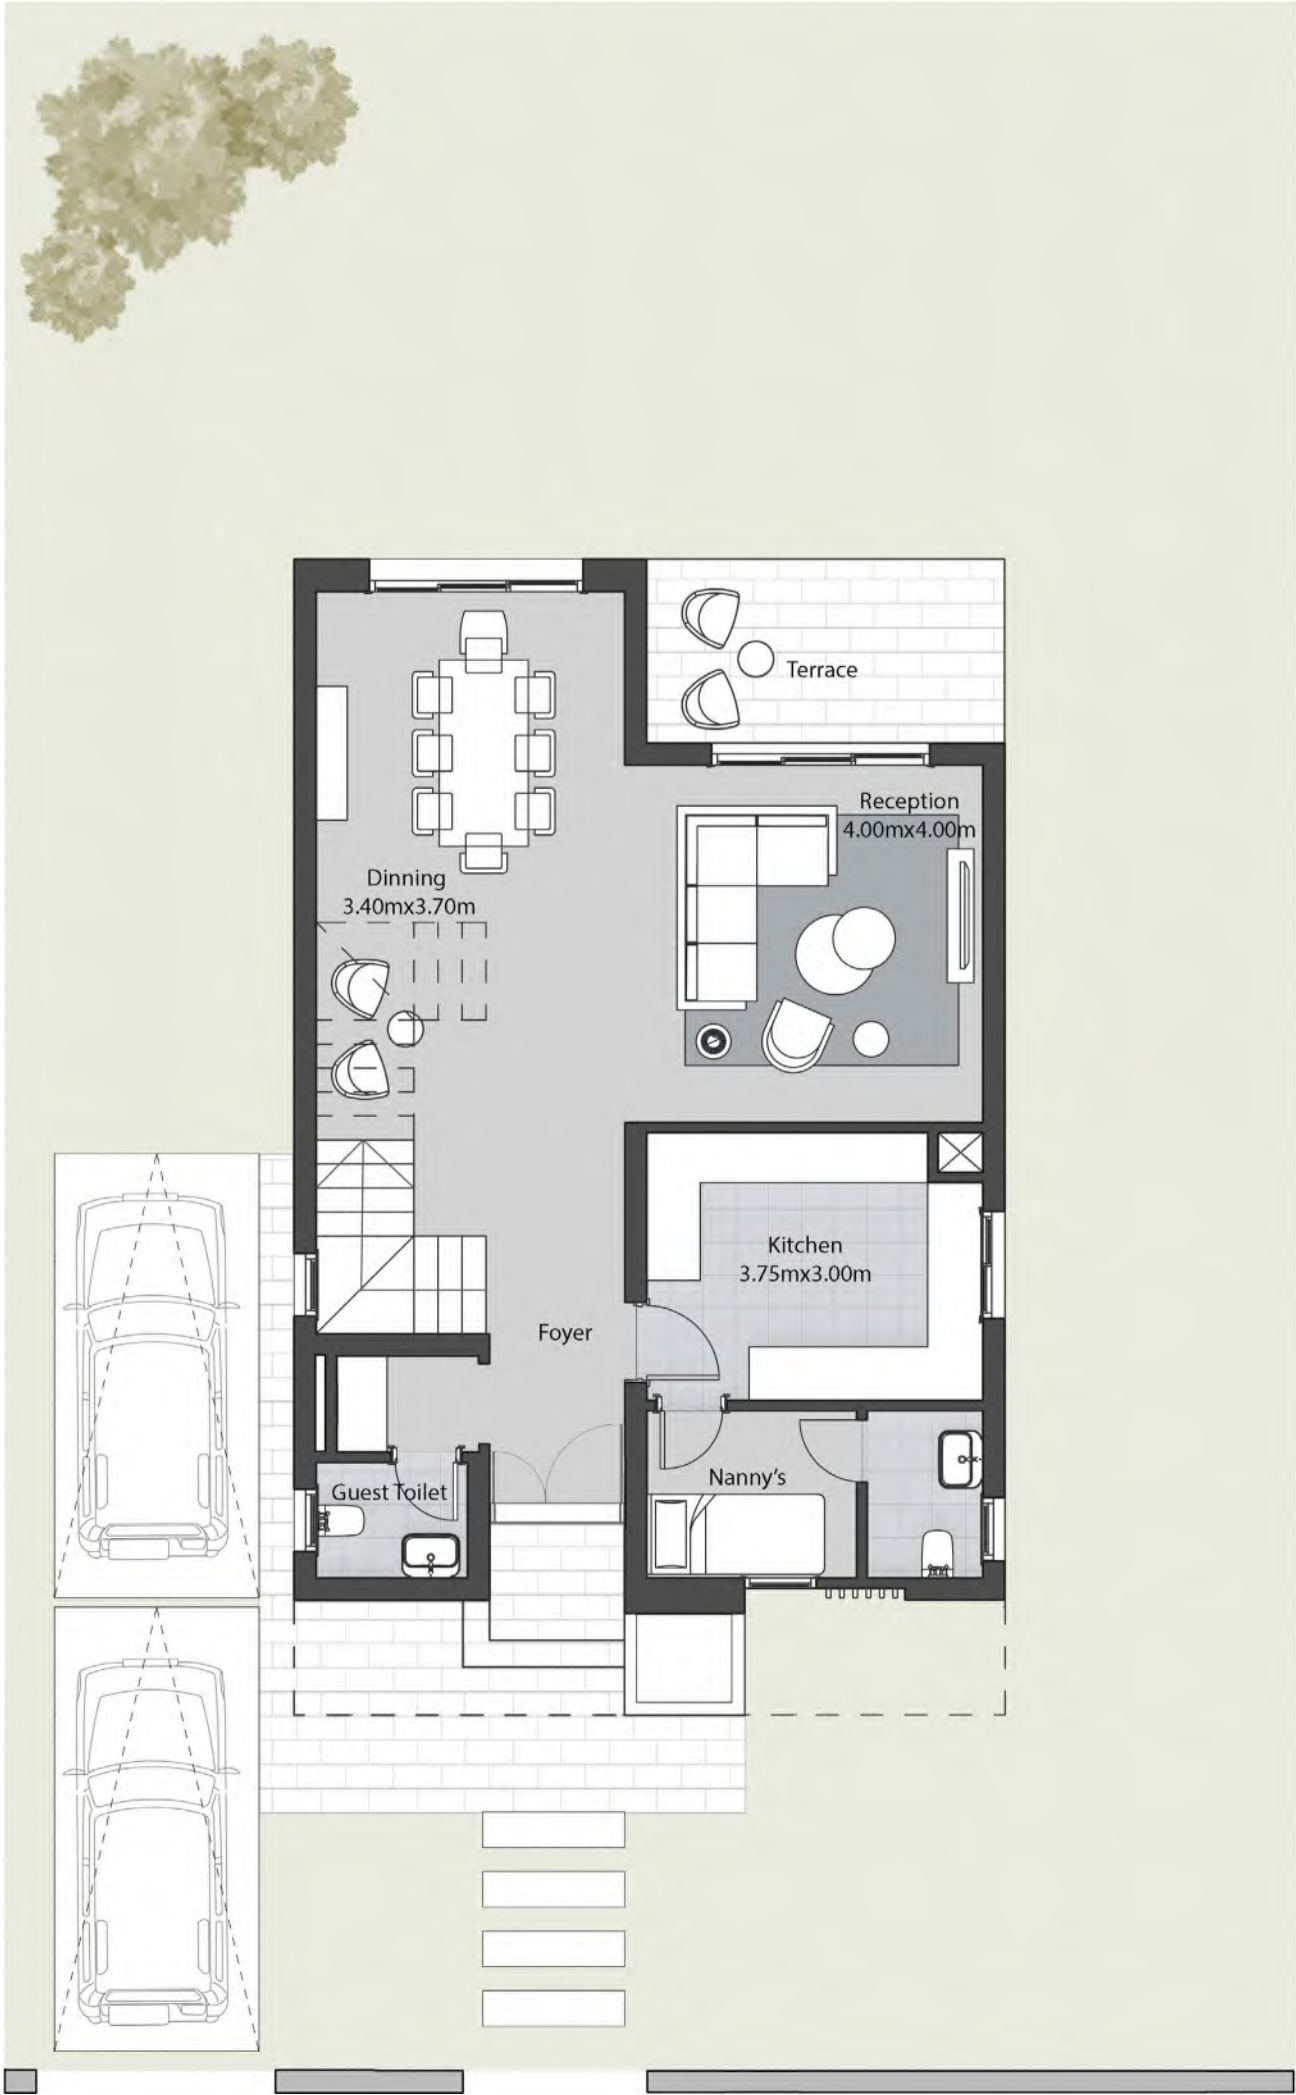 Terrace
Reception
4.00mx4.00m
Dinning
3.40mx3.70m
Kitchen
3.75mx3.00m
Foyer
Nanny's
Guest Toilet